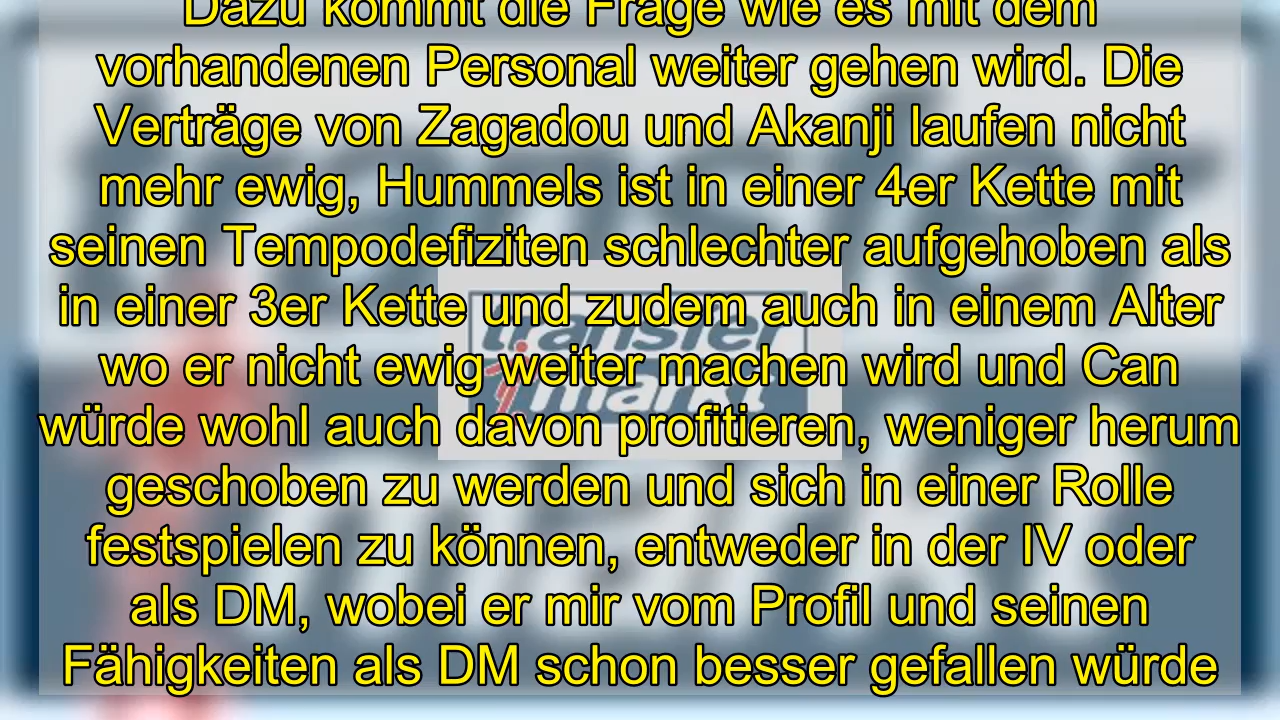 Dazu kommt die Frage wie es mit dem
vorhandenen Personal weiter gehen wird. Die
Verträge von Zagadou und Akanji laufen nicht
mehr ewig, Hummels ist in einer 4er Kette mit
seinen Tempodefiziten schlechter aufgehoben als
in einer 3er Kette und zudem auch in einem Alter
transfer
wo er nicht ewig weiter machen wird und Can
markt
würde wohl auch davon profitieren, weniger herum
geschoben zu werden und sich in einer Rolle
festspielen zu können, entweder in der IV oder
als DM, wobei er mir vom Profil und seinen
Fähigkeiten als DM schon besser gefallen würde